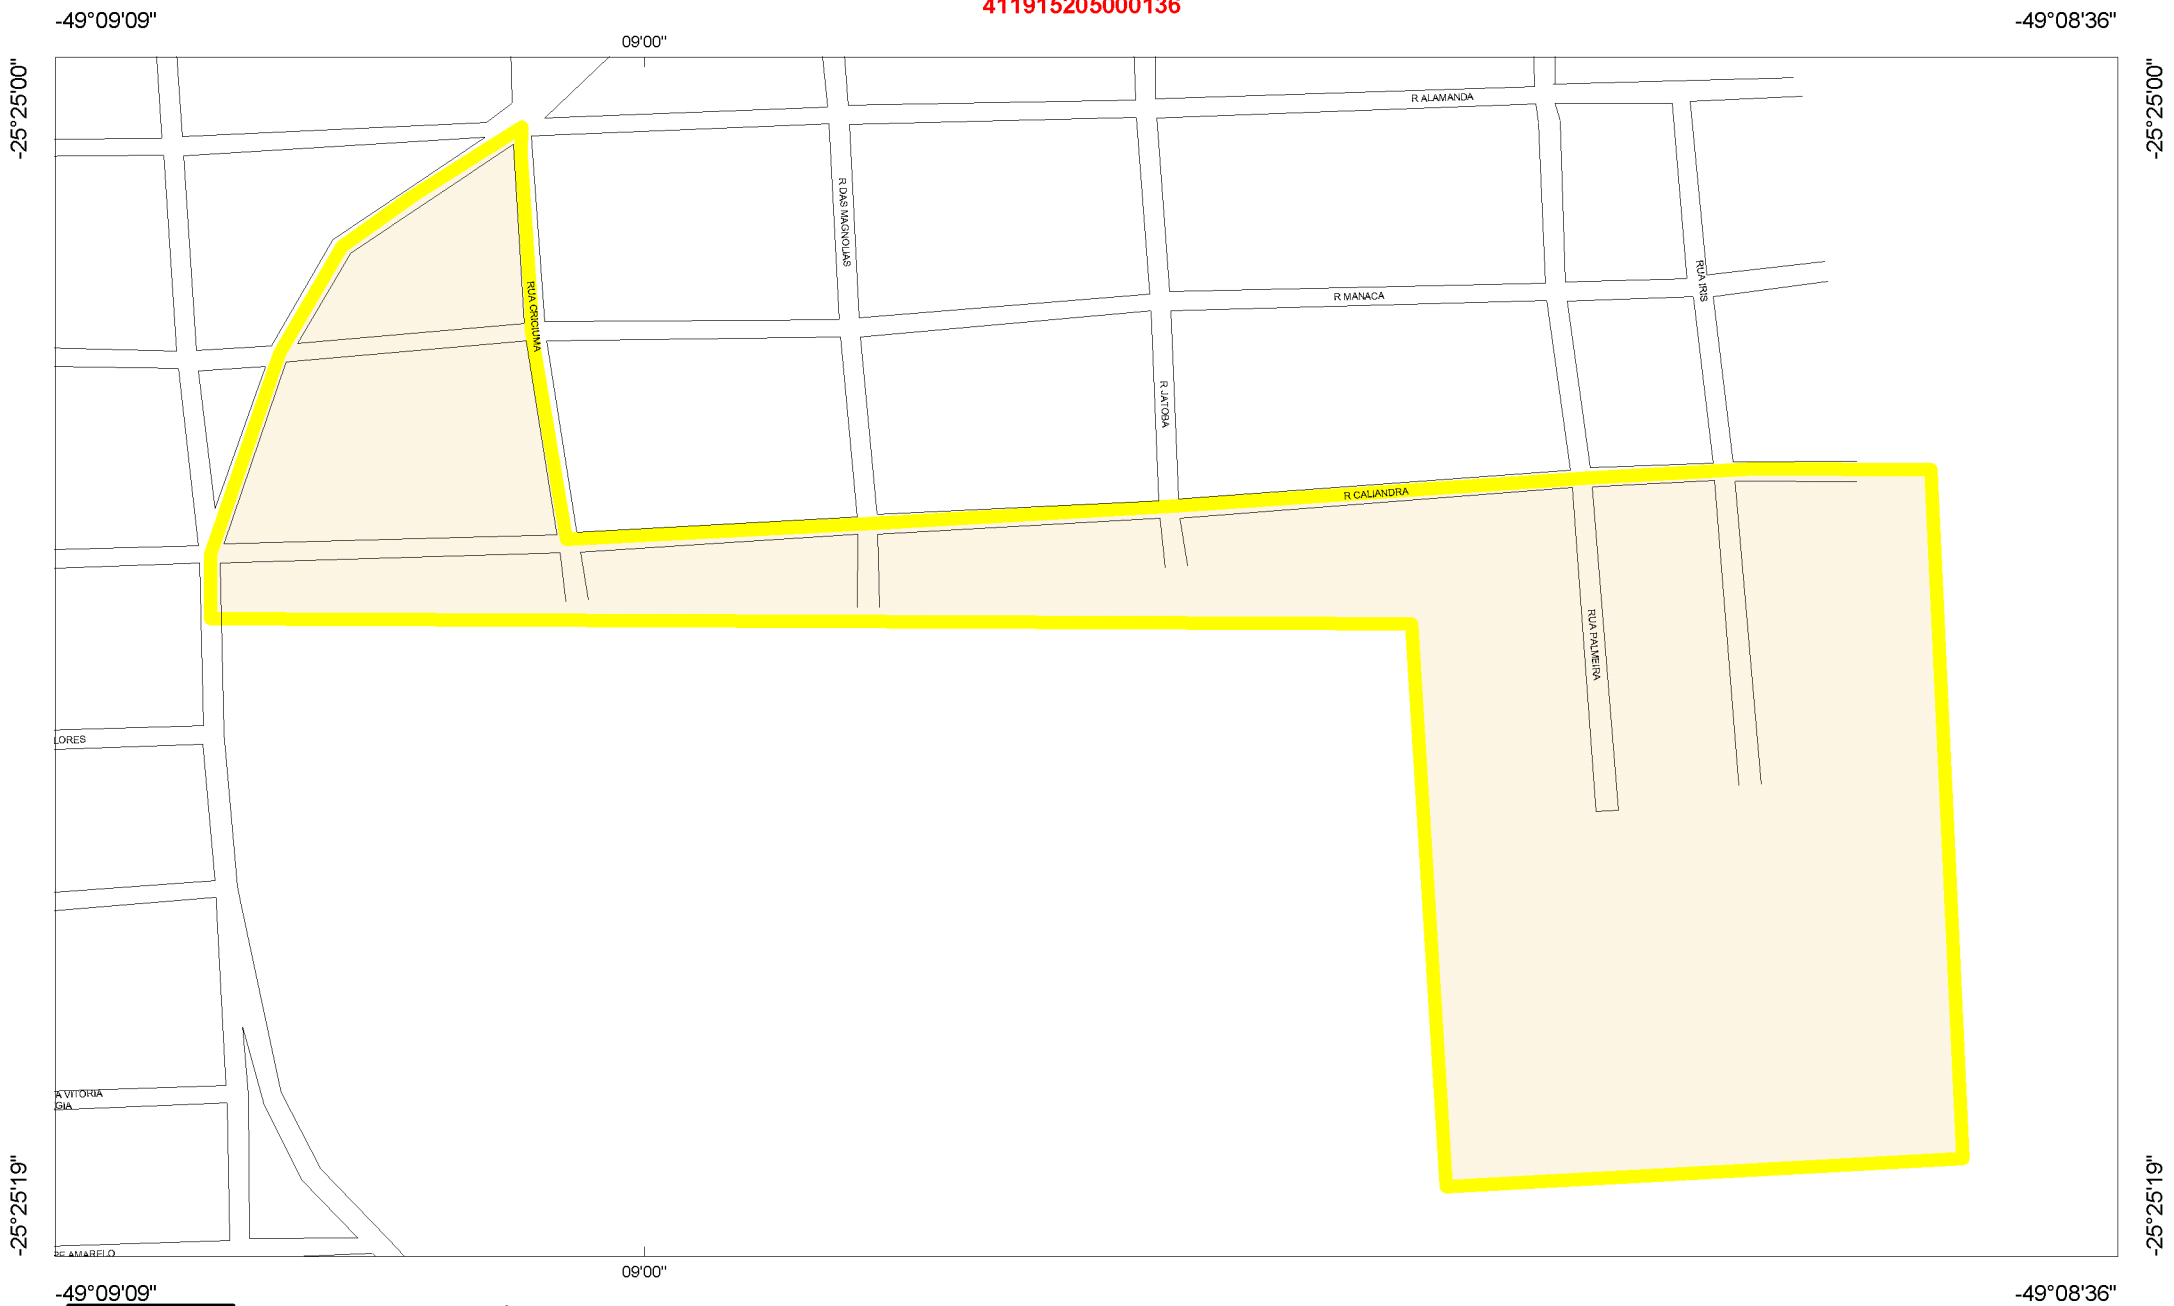 411915205000136
-49°09'09"
-49°08'36"
09'00"
-25°25'00"
-25°25'00"
R ALAMANDA
R DAS MAGNOLIAS
RUA IRIS
RUA CRICIUMA
R MANACA
R JATOBA
R CALIANDRA
RUA PALMEIRA
LORES
A VITORIA
GIA
-25°25'19"
-25°25'19"
PE AMARELO
09'00"
-49°09'09"
-49°08'36"